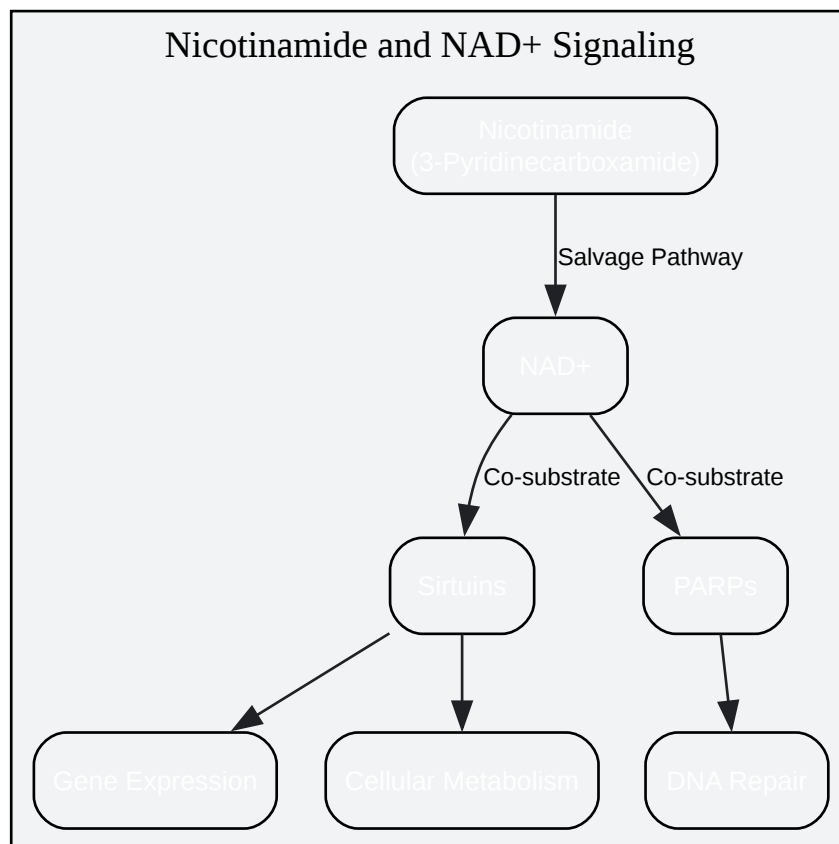 Nicotinamide and NAD+ Signaling
Nicotinamide
(3-Pyridinecarboxamide)
Salvage Pathway
NAD+
Co-substrate
Co-substrate
Sirtuins
PARPs
Gene Expression
Cellular Metabolism
DNA Repair